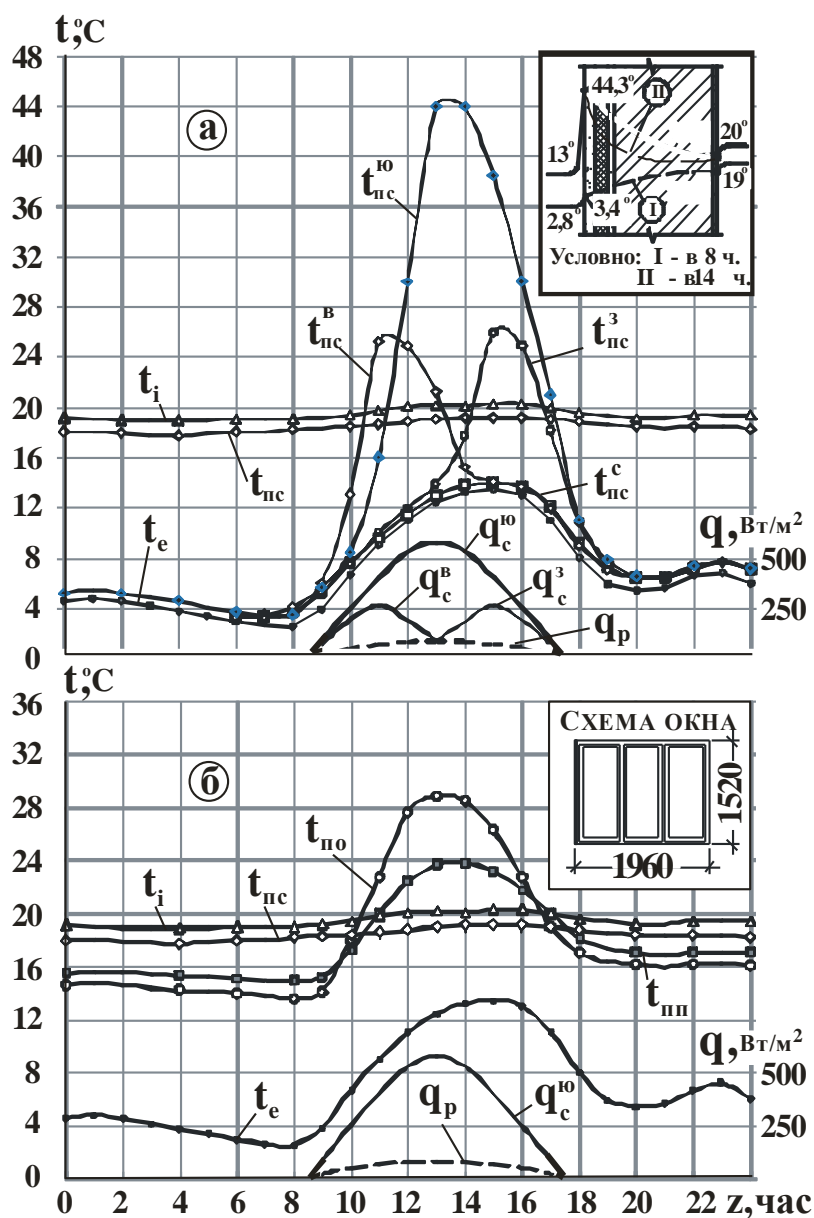 t,°C
48
44
40
36
32
28
24
20
16
12
8
4
0
а
44,3°
II
13°
20°
19°
2,8°
3,4°
I
Условно: I - в 8 ч.
II - в14 ч.
tпсю
tпсв
tпсз
ti
tпс
tпсс
te
qсю
qсв
qсз
qр
q,Вт/м2
500
250
t,°C
36
32
28
24
20
16
12
8
4
0
б
Схема окна
1520
1960
tпо
ti
tпс
tпп
te
qр
qсю
q,Вт/м2
500
250
0 2 4 6 8 10 12 14 16 18 20 22 z,час